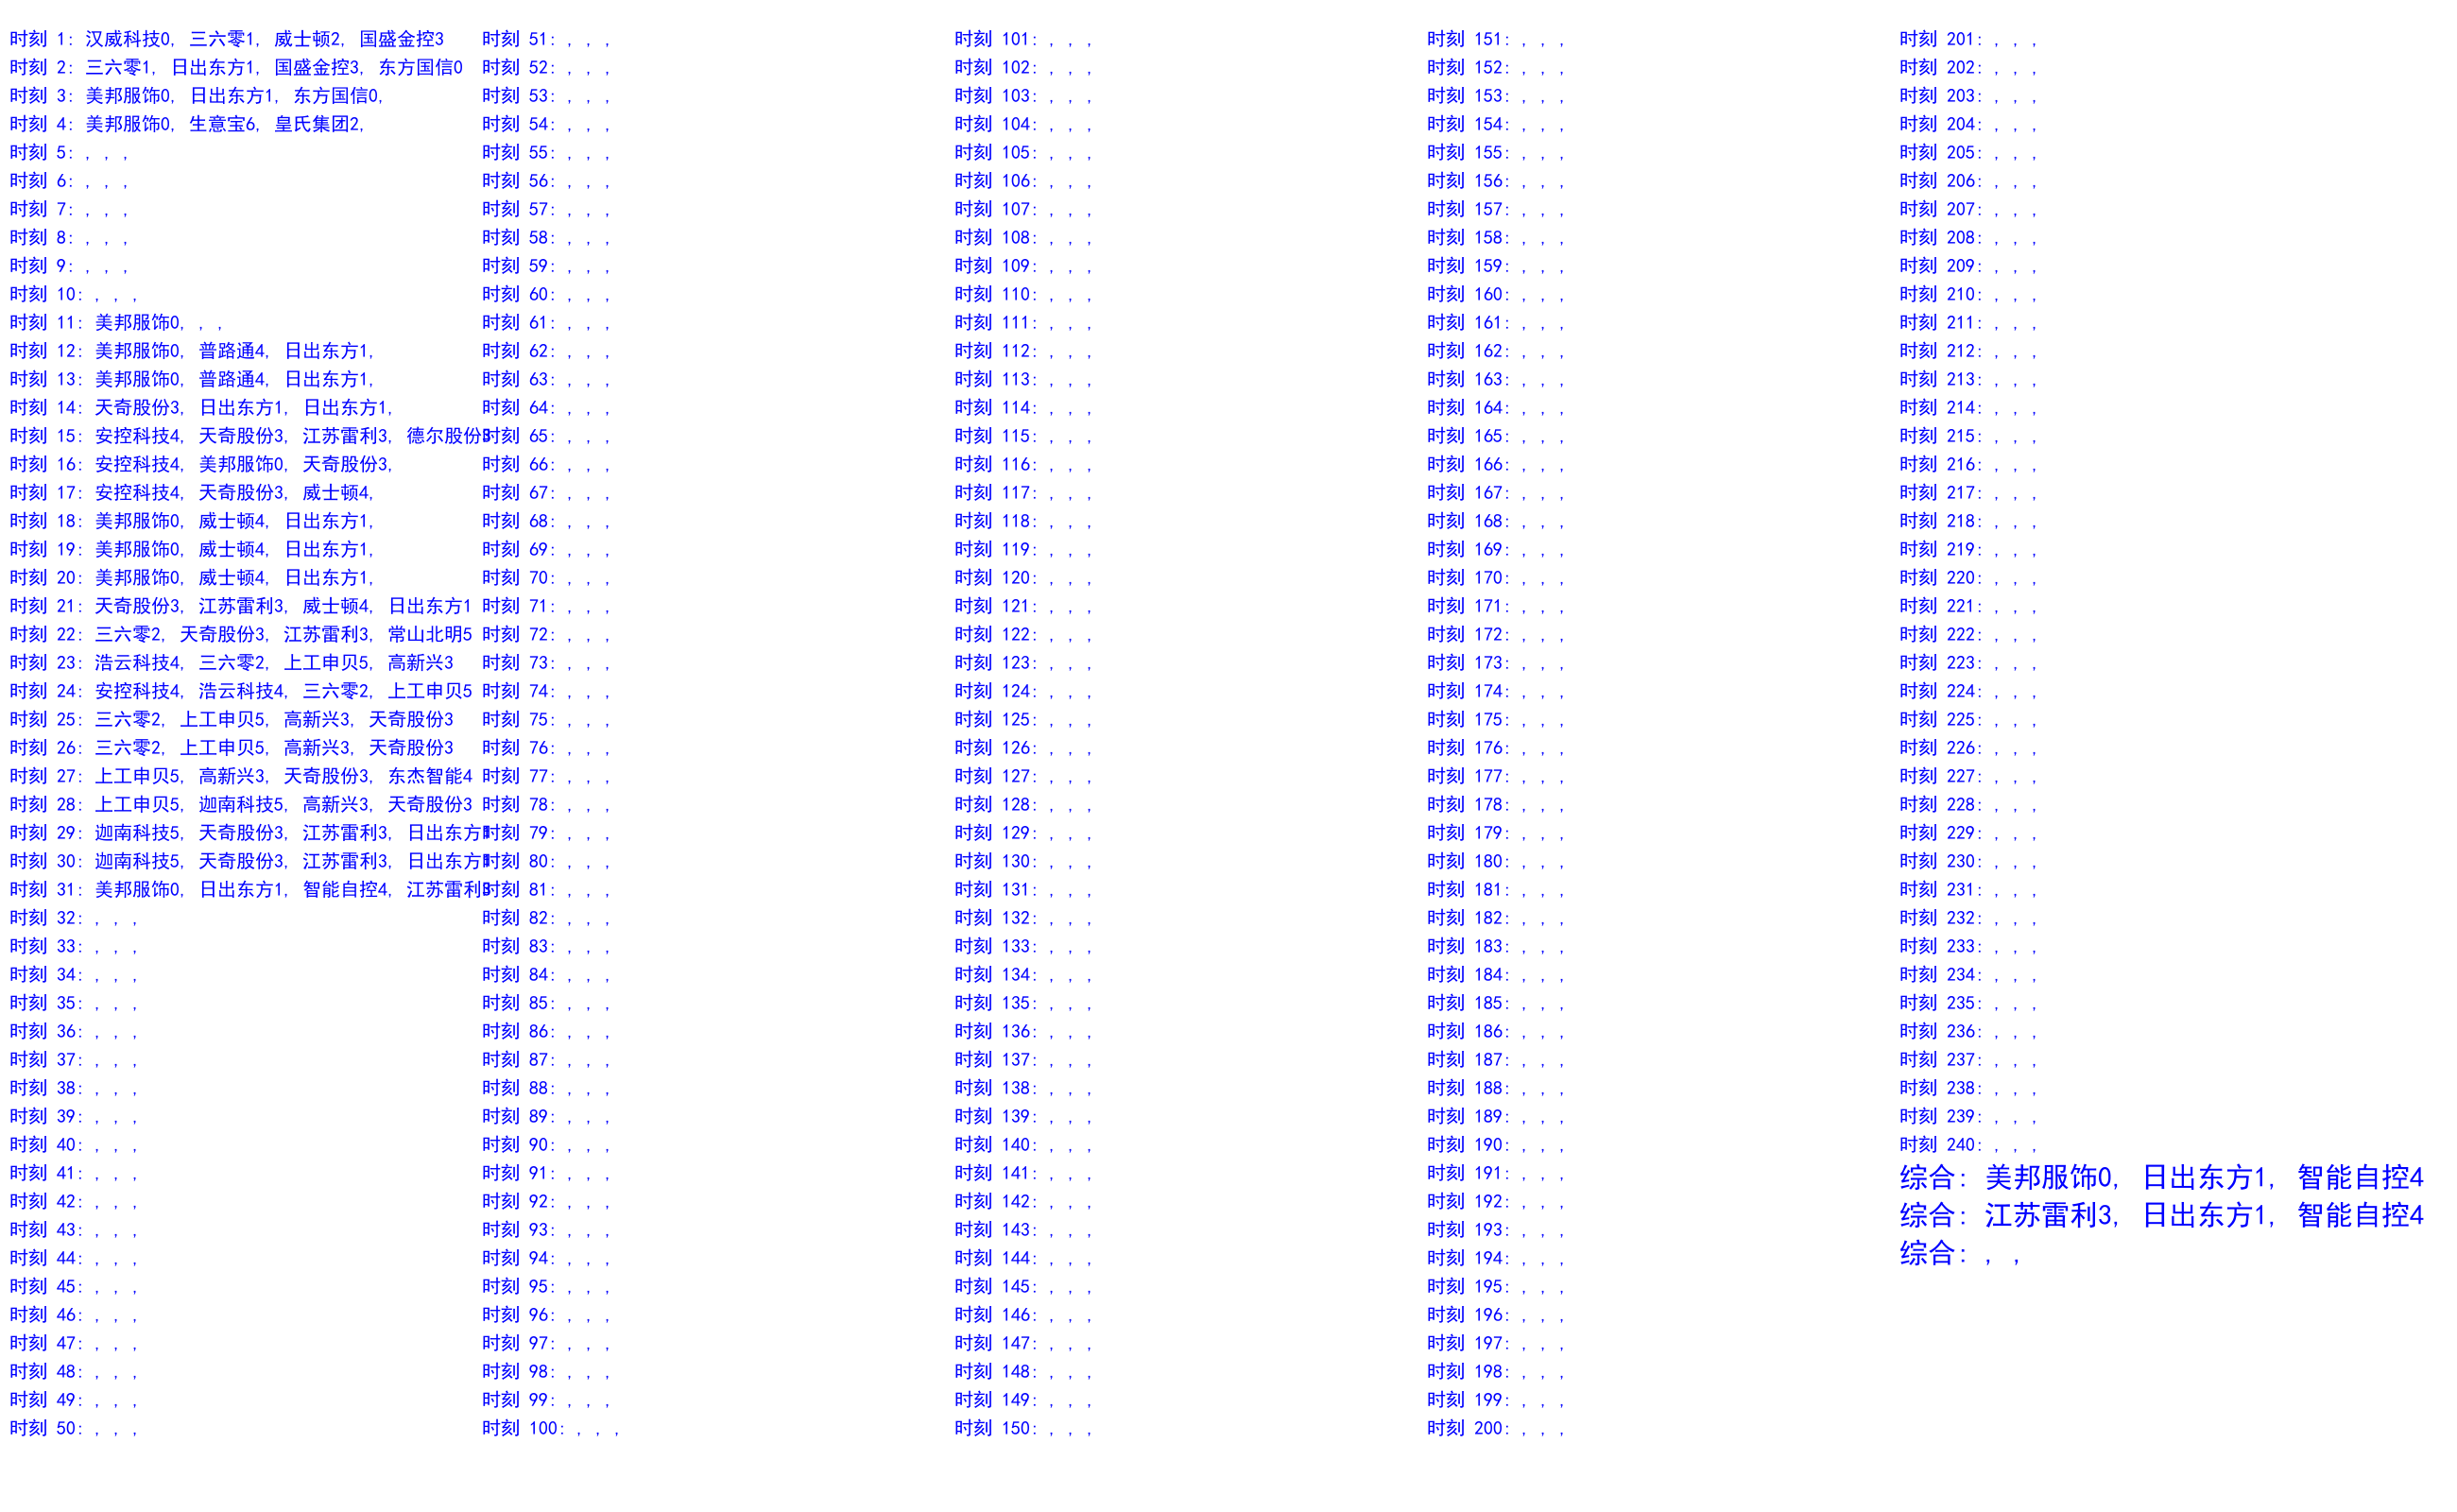 时刻 1: 汉威科技0, 三六零1, 威士顿2, 国盛金控3
时刻 2: 三六零1, 日出东方1, 国盛金控3, 东方国信0
时刻 3: 美邦服饰0, 日出东方1, 东方国信0,
时刻 4: 美邦服饰0, 生意宝6, 皇氏集团2,
时刻 5: , , ,
时刻 6: , , ,
时刻 7: , , ,
时刻 8: , , ,
时刻 9: , , ,
时刻 10: , , ,
时刻 11: 美邦服饰0, , ,
时刻 12: 美邦服饰0, 普路通4, 日出东方1,
时刻 13: 美邦服饰0, 普路通4, 日出东方1,
时刻 14: 天奇股份3, 日出东方1, 日出东方1,
时刻 15: 安控科技4, 天奇股份3, 江苏雷利3, 德尔股份3
时刻 16: 安控科技4, 美邦服饰0, 天奇股份3,
时刻 17: 安控科技4, 天奇股份3, 威士顿4,
时刻 18: 美邦服饰0, 威士顿4, 日出东方1,
时刻 19: 美邦服饰0, 威士顿4, 日出东方1,
时刻 20: 美邦服饰0, 威士顿4, 日出东方1,
时刻 21: 天奇股份3, 江苏雷利3, 威士顿4, 日出东方1
时刻 22: 三六零2, 天奇股份3, 江苏雷利3, 常山北明5
时刻 23: 浩云科技4, 三六零2, 上工申贝5, 高新兴3
时刻 24: 安控科技4, 浩云科技4, 三六零2, 上工申贝5
时刻 25: 三六零2, 上工申贝5, 高新兴3, 天奇股份3
时刻 26: 三六零2, 上工申贝5, 高新兴3, 天奇股份3
时刻 27: 上工申贝5, 高新兴3, 天奇股份3, 东杰智能4
时刻 28: 上工申贝5, 迦南科技5, 高新兴3, 天奇股份3
时刻 29: 迦南科技5, 天奇股份3, 江苏雷利3, 日出东方1
时刻 30: 迦南科技5, 天奇股份3, 江苏雷利3, 日出东方1
时刻 31: 美邦服饰0, 日出东方1, 智能自控4, 江苏雷利3
时刻 32: , , ,
时刻 33: , , ,
时刻 34: , , ,
时刻 35: , , ,
时刻 36: , , ,
时刻 37: , , ,
时刻 38: , , ,
时刻 39: , , ,
时刻 40: , , ,
时刻 41: , , ,
时刻 42: , , ,
时刻 43: , , ,
时刻 44: , , ,
时刻 45: , , ,
时刻 46: , , ,
时刻 47: , , ,
时刻 48: , , ,
时刻 49: , , ,
时刻 50: , , ,
时刻 51: , , ,
时刻 52: , , ,
时刻 53: , , ,
时刻 54: , , ,
时刻 55: , , ,
时刻 56: , , ,
时刻 57: , , ,
时刻 58: , , ,
时刻 59: , , ,
时刻 60: , , ,
时刻 61: , , ,
时刻 62: , , ,
时刻 63: , , ,
时刻 64: , , ,
时刻 65: , , ,
时刻 66: , , ,
时刻 67: , , ,
时刻 68: , , ,
时刻 69: , , ,
时刻 70: , , ,
时刻 71: , , ,
时刻 72: , , ,
时刻 73: , , ,
时刻 74: , , ,
时刻 75: , , ,
时刻 76: , , ,
时刻 77: , , ,
时刻 78: , , ,
时刻 79: , , ,
时刻 80: , , ,
时刻 81: , , ,
时刻 82: , , ,
时刻 83: , , ,
时刻 84: , , ,
时刻 85: , , ,
时刻 86: , , ,
时刻 87: , , ,
时刻 88: , , ,
时刻 89: , , ,
时刻 90: , , ,
时刻 91: , , ,
时刻 92: , , ,
时刻 93: , , ,
时刻 94: , , ,
时刻 95: , , ,
时刻 96: , , ,
时刻 97: , , ,
时刻 98: , , ,
时刻 99: , , ,
时刻 100: , , ,
时刻 101: , , ,
时刻 102: , , ,
时刻 103: , , ,
时刻 104: , , ,
时刻 105: , , ,
时刻 106: , , ,
时刻 107: , , ,
时刻 108: , , ,
时刻 109: , , ,
时刻 110: , , ,
时刻 111: , , ,
时刻 112: , , ,
时刻 113: , , ,
时刻 114: , , ,
时刻 115: , , ,
时刻 116: , , ,
时刻 117: , , ,
时刻 118: , , ,
时刻 119: , , ,
时刻 120: , , ,
时刻 121: , , ,
时刻 122: , , ,
时刻 123: , , ,
时刻 124: , , ,
时刻 125: , , ,
时刻 126: , , ,
时刻 127: , , ,
时刻 128: , , ,
时刻 129: , , ,
时刻 130: , , ,
时刻 131: , , ,
时刻 132: , , ,
时刻 133: , , ,
时刻 134: , , ,
时刻 135: , , ,
时刻 136: , , ,
时刻 137: , , ,
时刻 138: , , ,
时刻 139: , , ,
时刻 140: , , ,
时刻 141: , , ,
时刻 142: , , ,
时刻 143: , , ,
时刻 144: , , ,
时刻 145: , , ,
时刻 146: , , ,
时刻 147: , , ,
时刻 148: , , ,
时刻 149: , , ,
时刻 150: , , ,
时刻 151: , , ,
时刻 152: , , ,
时刻 153: , , ,
时刻 154: , , ,
时刻 155: , , ,
时刻 156: , , ,
时刻 157: , , ,
时刻 158: , , ,
时刻 159: , , ,
时刻 160: , , ,
时刻 161: , , ,
时刻 162: , , ,
时刻 163: , , ,
时刻 164: , , ,
时刻 165: , , ,
时刻 166: , , ,
时刻 167: , , ,
时刻 168: , , ,
时刻 169: , , ,
时刻 170: , , ,
时刻 171: , , ,
时刻 172: , , ,
时刻 173: , , ,
时刻 174: , , ,
时刻 175: , , ,
时刻 176: , , ,
时刻 177: , , ,
时刻 178: , , ,
时刻 179: , , ,
时刻 180: , , ,
时刻 181: , , ,
时刻 182: , , ,
时刻 183: , , ,
时刻 184: , , ,
时刻 185: , , ,
时刻 186: , , ,
时刻 187: , , ,
时刻 188: , , ,
时刻 189: , , ,
时刻 190: , , ,
时刻 191: , , ,
时刻 192: , , ,
时刻 193: , , ,
时刻 194: , , ,
时刻 195: , , ,
时刻 196: , , ,
时刻 197: , , ,
时刻 198: , , ,
时刻 199: , , ,
时刻 200: , , ,
时刻 201: , , ,
时刻 202: , , ,
时刻 203: , , ,
时刻 204: , , ,
时刻 205: , , ,
时刻 206: , , ,
时刻 207: , , ,
时刻 208: , , ,
时刻 209: , , ,
时刻 210: , , ,
时刻 211: , , ,
时刻 212: , , ,
时刻 213: , , ,
时刻 214: , , ,
时刻 215: , , ,
时刻 216: , , ,
时刻 217: , , ,
时刻 218: , , ,
时刻 219: , , ,
时刻 220: , , ,
时刻 221: , , ,
时刻 222: , , ,
时刻 223: , , ,
时刻 224: , , ,
时刻 225: , , ,
时刻 226: , , ,
时刻 227: , , ,
时刻 228: , , ,
时刻 229: , , ,
时刻 230: , , ,
时刻 231: , , ,
时刻 232: , , ,
时刻 233: , , ,
时刻 234: , , ,
时刻 235: , , ,
时刻 236: , , ,
时刻 237: , , ,
时刻 238: , , ,
时刻 239: , , ,
时刻 240: , , ,
综合: 美邦服饰0, 日出东方1, 智能自控4
综合: 江苏雷利3, 日出东方1, 智能自控4
综合: , ,